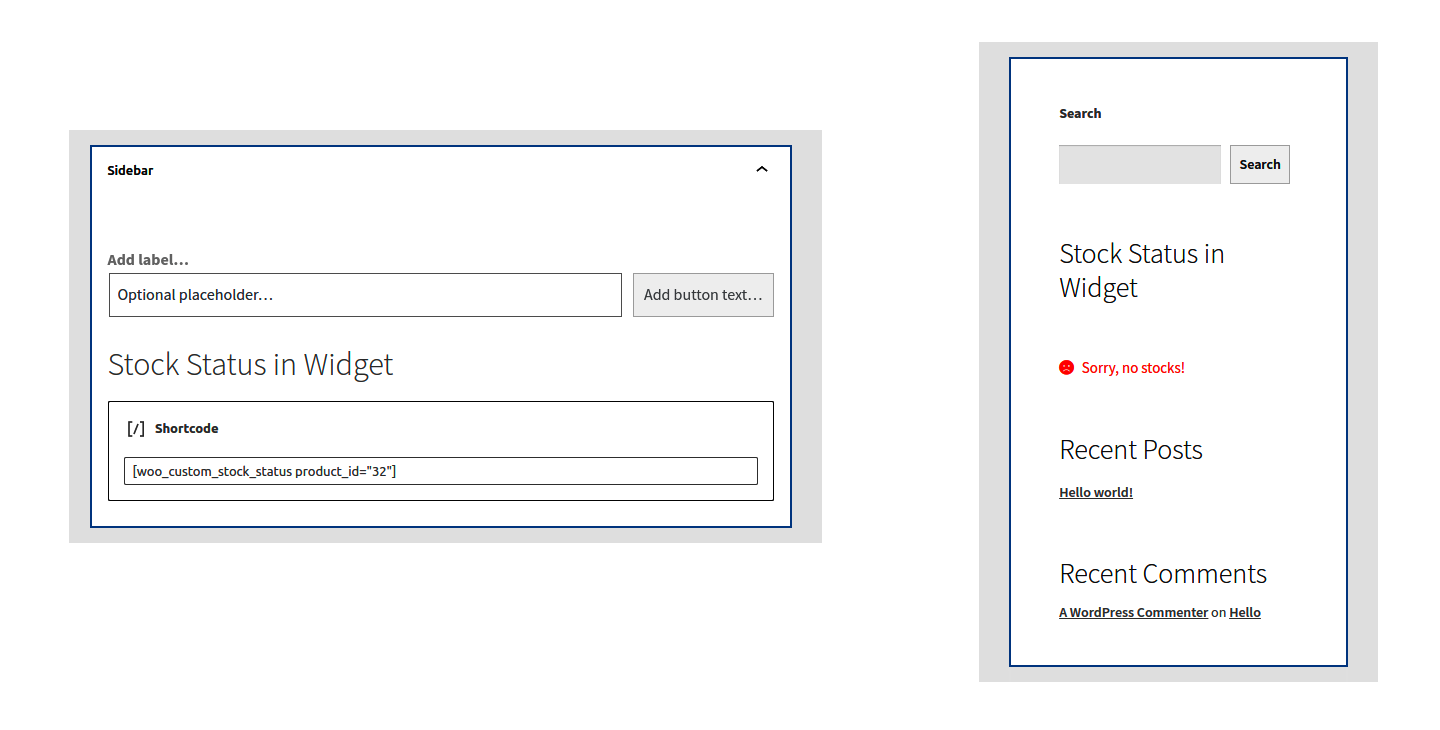 Sidebar
Add label...
Optional placeholder...
Add button text...
Stock Status in Widget
[/] Shortcode
[woo_custom_stock_status product_id="32"]
Search
Search
Stock Status in
Widget
Sorry, no stocks!
Recent Posts
Hello world!
Recent Comments
A WordPress Commenter on Hello